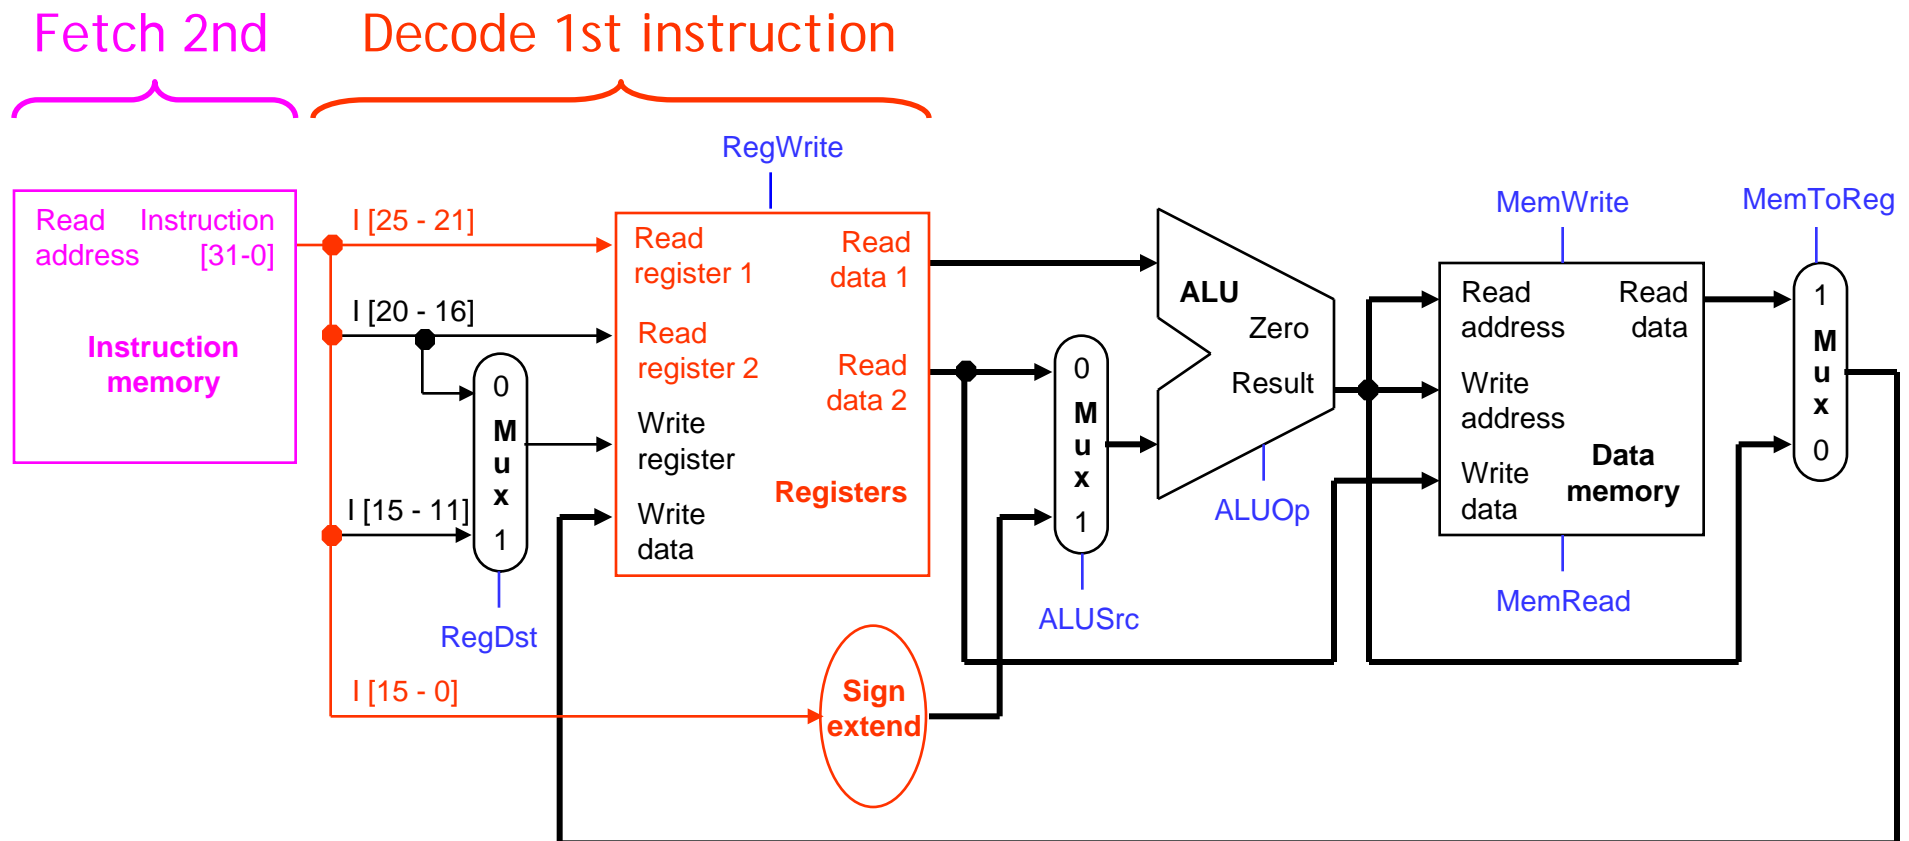 Fetch 2nd
Decode 1st instruction
RegWrite
Read Instruction
address [31-0]
Instruction
memory
I [25 - 21]
I [20 - 16]
I [15 - 11]
I [15 - 0]
0
M
u
x
1
RegDst
Read
register 1
Read
data 1
Read
register 2
Read
data 2
Write
register
Registers
Write
data
Sign
extend
0
M
u
x
1
ALUSrc
ALU
Zero
Result
ALUOp
MemWrite
Read
address
Read
data
Write
address
Write
data
Data
memory
MemRead
MemToReg
1
M
u
x
0